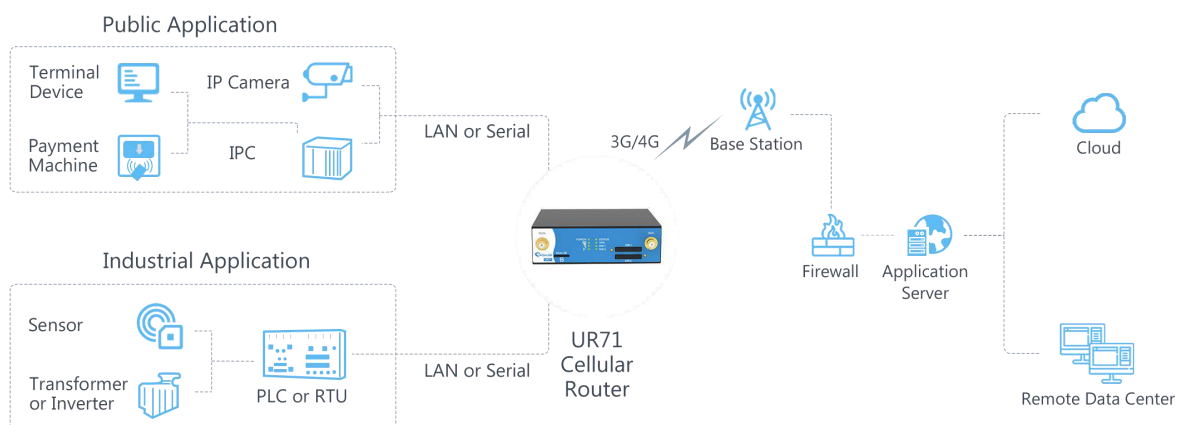 Public Application
Terminal
Device
IP Camera
Payment
Machine
IPC
LAN or Serial
3G/4G
Base Station
Cloud
Firewall
Application
Server
Industrial Application
Sensor
Transformer
or Inverter
PLC or RTU
LAN or Serial
UR71
Cellular
Router
Remote Data Center